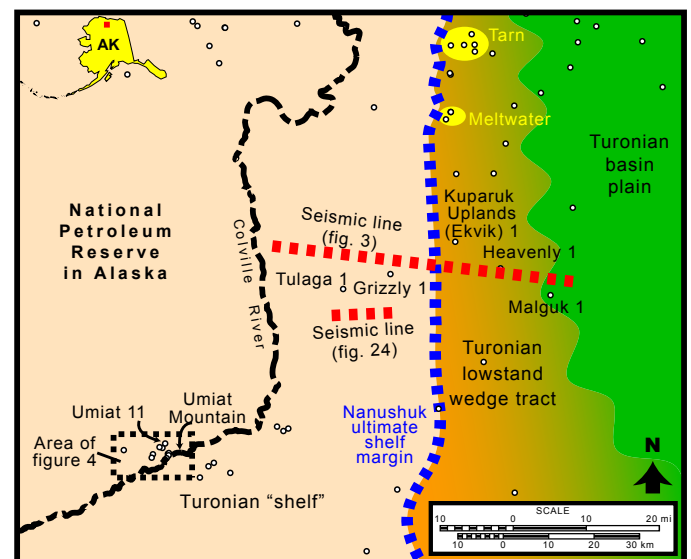 AK
Tarn
Meltwater
Turonian
basin
plain
National
Petroleum
Reserve
in Alaska
Colville River
Seismic line
(fig. 3)
Kuparuk
Uplands
(Ekvik) 1
Heavenly 1
Tulaga 1
Grizzly 1
Malguk 1
Seismic line
(fig. 24)
Turonian
lowstand
wedge tract
Umiat 11
Umiat
Mountain
Nanushuk
ultimate
shelf
margin
Area of
figure 4
Turonian "shelf"
N
SCALE
10 0 10 20 mi
10 0 10 20 30 km